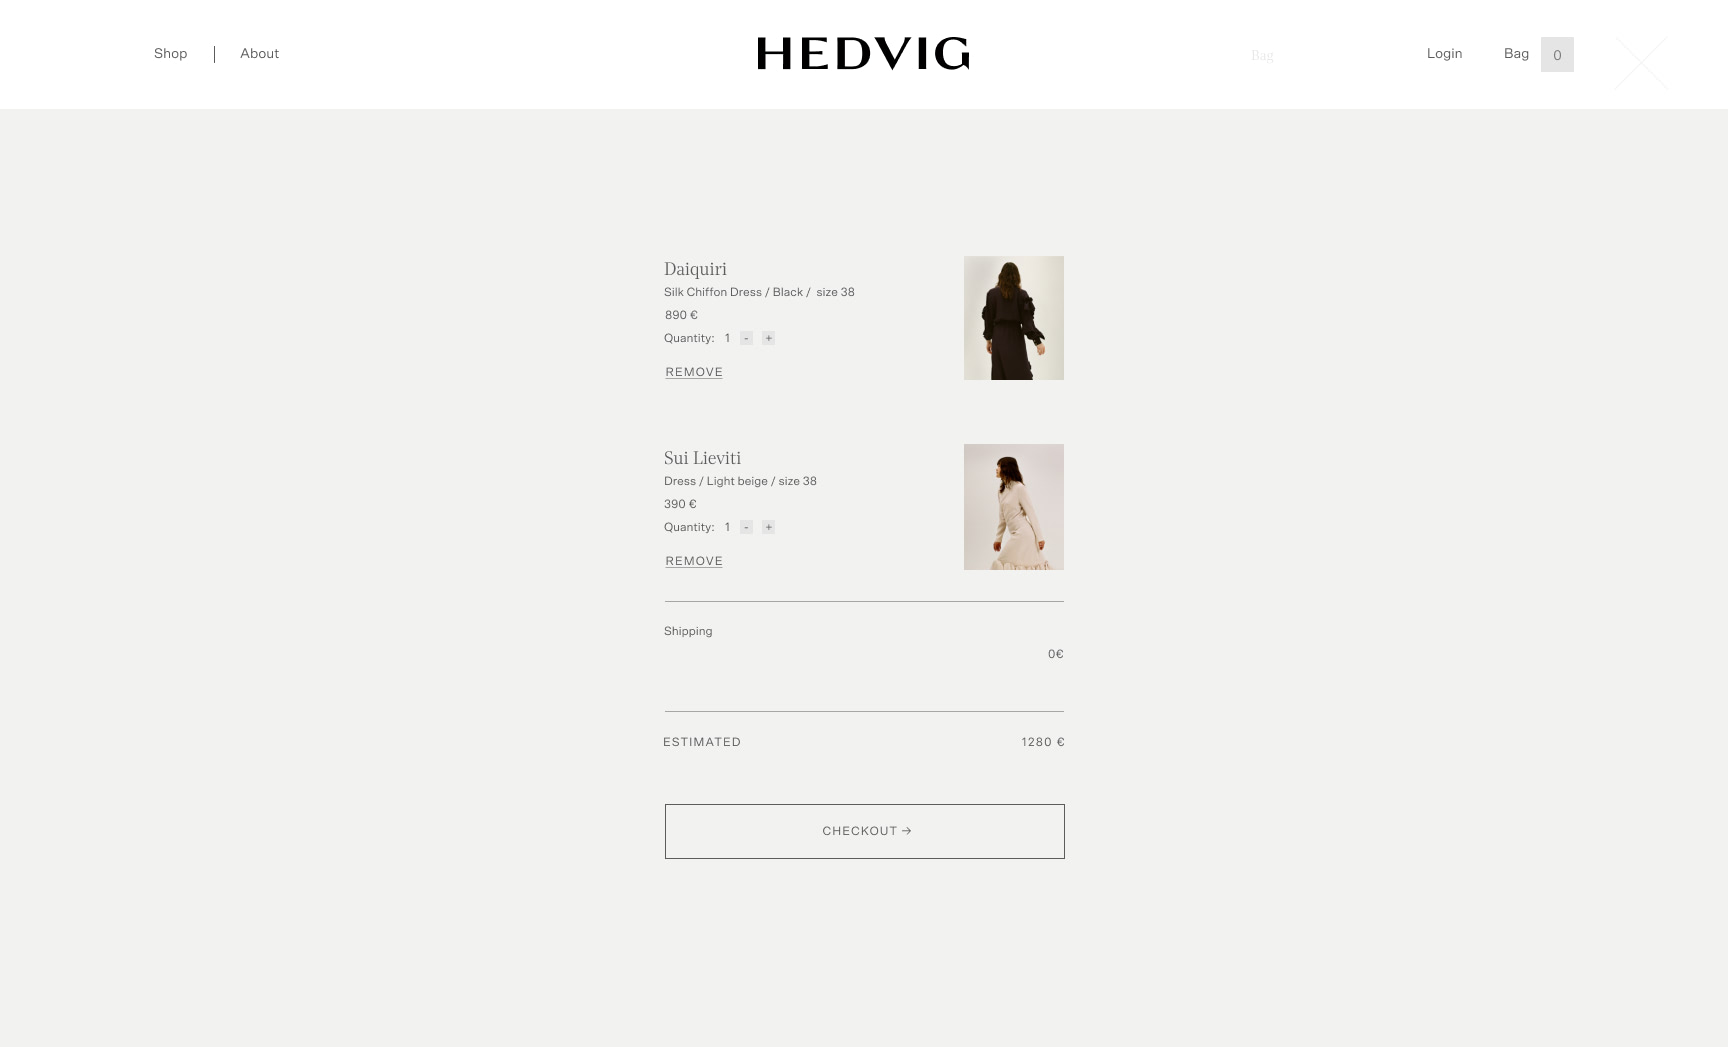 Shop | About
HEDVIG
Bag
Login
Bag 0
Daiquiri
Silk Chiffon Dress / Black / size 38
890 €
Quantity: 1 - +
REMOVE
Sui Lieviti
Dress / Light beige / size 38
390 €
Quantity: 1 - +
REMOVE
Shipping
0€
ESTIMATED 1280 €
CHECKOUT →